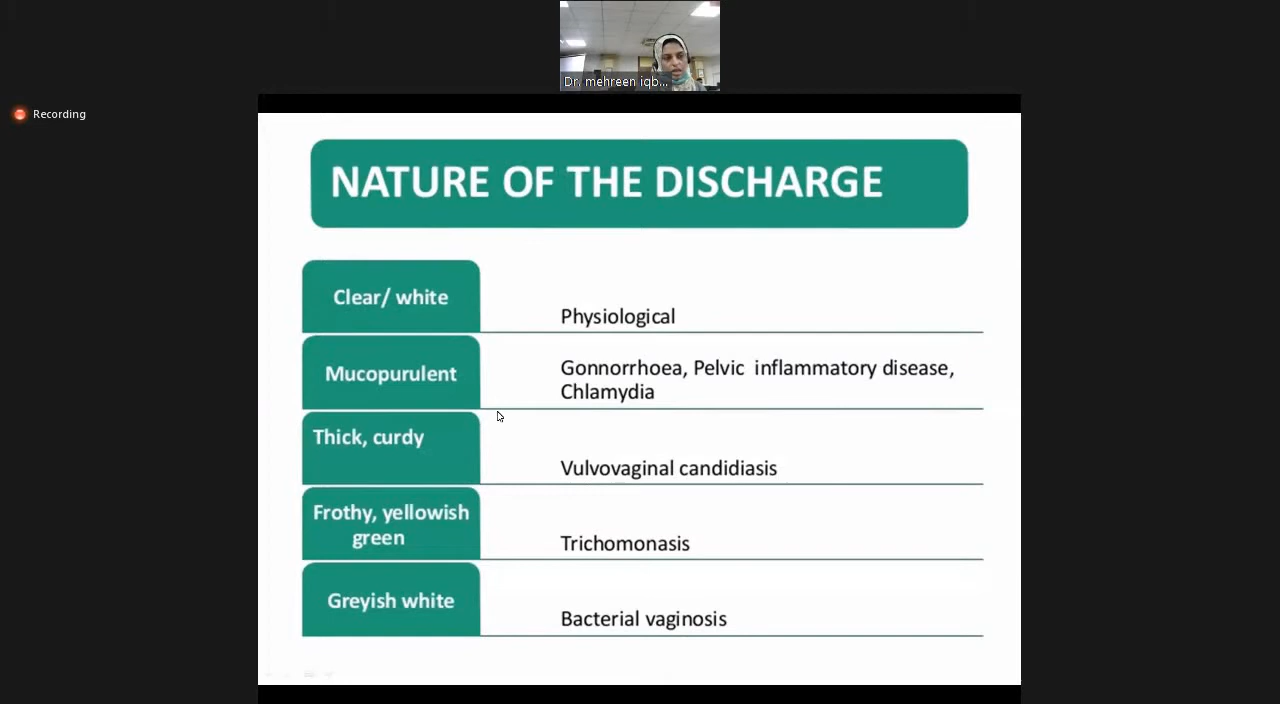 Dr. mehreen iqb...
Recording
NATURE OF THE DISCHARGE
Clear/ white
Physiological
Mucopurulent
Gonnorrhoea, Pelvic inflammatory disease,
Chlamydia
Thick, curdy
Vulvovaginal candidiasis
Frothy, yellowish
green
Trichomonasis
Greyish white
Bacterial vaginosis